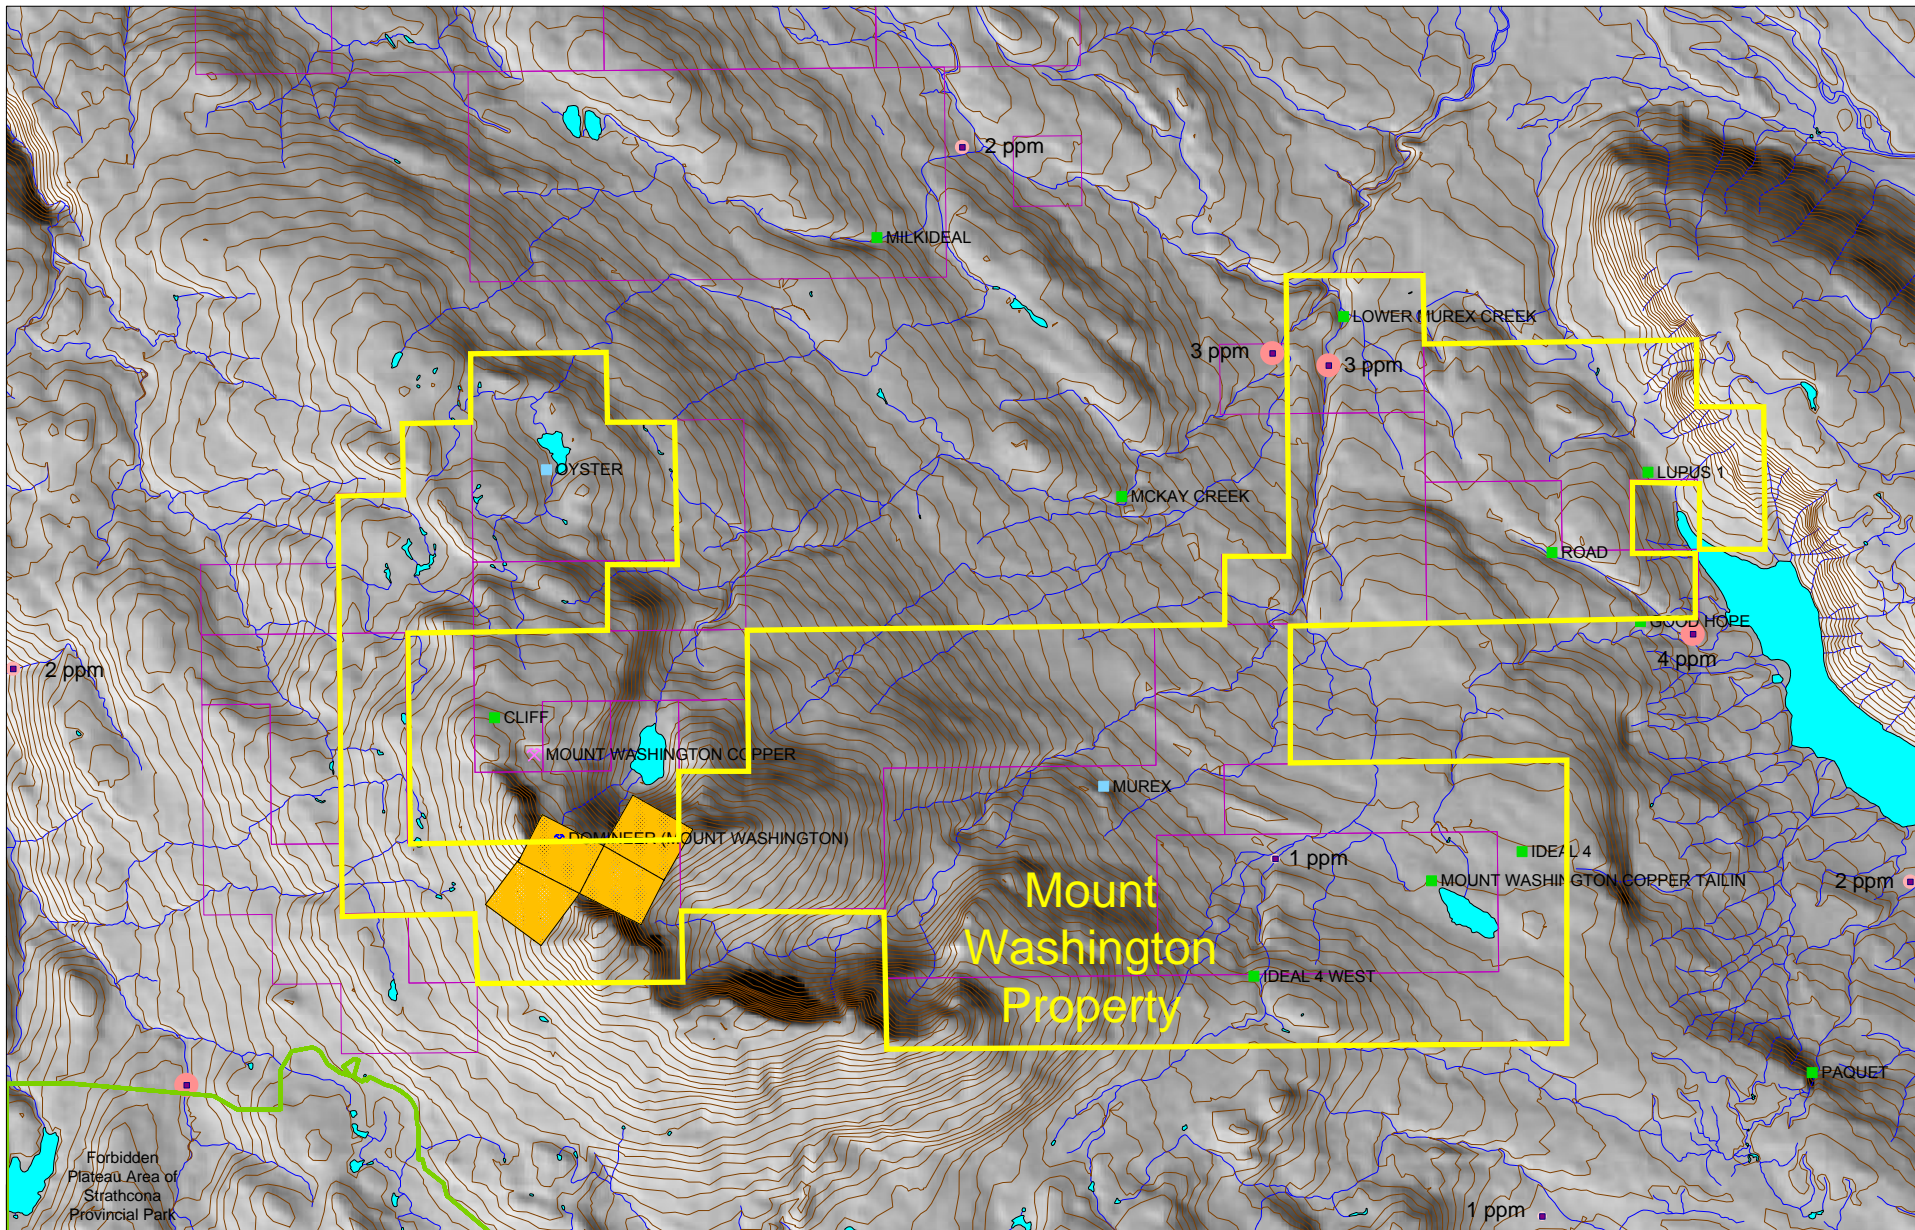 2 ppm
MILKIDEAL
LOWER MUREX CREEK
3 ppm
3 ppm
OYSTER
LUPUS 1
MCKAY CREEK
ROAD
GOOD HOPE
4 ppm
2 ppm
CLIFF
MOUNT WASHINGTON COPPER
MUREX
DOMINEER (MOUNT WASHINGTON)
1 ppm
IDEAL 4
MOUNT WASHINGTON COPPER TAILIN
2 ppm
Mount
Washington
Property
IDEAL 4 WEST
PAQUET
Forbidden
Plateau Area of
Strathcona
Provincial Park
1 ppm